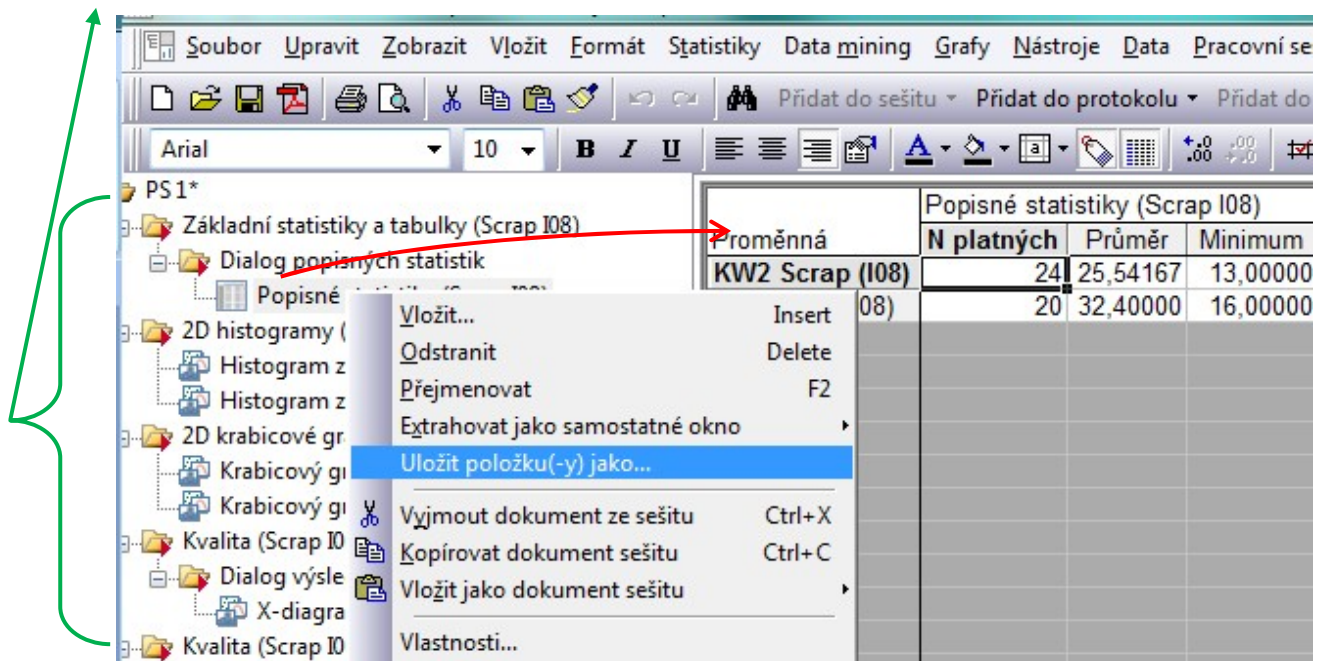 Soubor Upravit Zobrazit Vložit Formát Statistiky Data mining Grafy Nástroje Data Pracovní se
Přidat do sešitu Přidat do protokolu Přidat do
Arial 10 B I U A a
PS1*
Základní statistiky a tabulky (Scrap I08)
Dialog popisných statistik
Popisné
2D histogramy (
Histogram z
Histogram z
2D krabicové gr
Krabicový gr
Krabicový gr
Kvalita (Scrap I0
Dialog výsle
X-diagra
Kvalita (Scrap I0
Vložit... Insert
Odstranit Delete
Přejmenovat F2
Extrahovat jako samostatné okno
Uložit položku(-y) jako...
Vyjmout dokument ze sešitu Ctrl+X
Kopírovat dokument sešitu Ctrl+C
Vložit jako dokument sešitu
Vlastnosti...
Popisné statistiky (Scrap I08)
Proměnná N platných Průměr Minimum
KW2 Scrap (I08) 24 25,54167 13,00000
08) 20 32,40000 16,00000